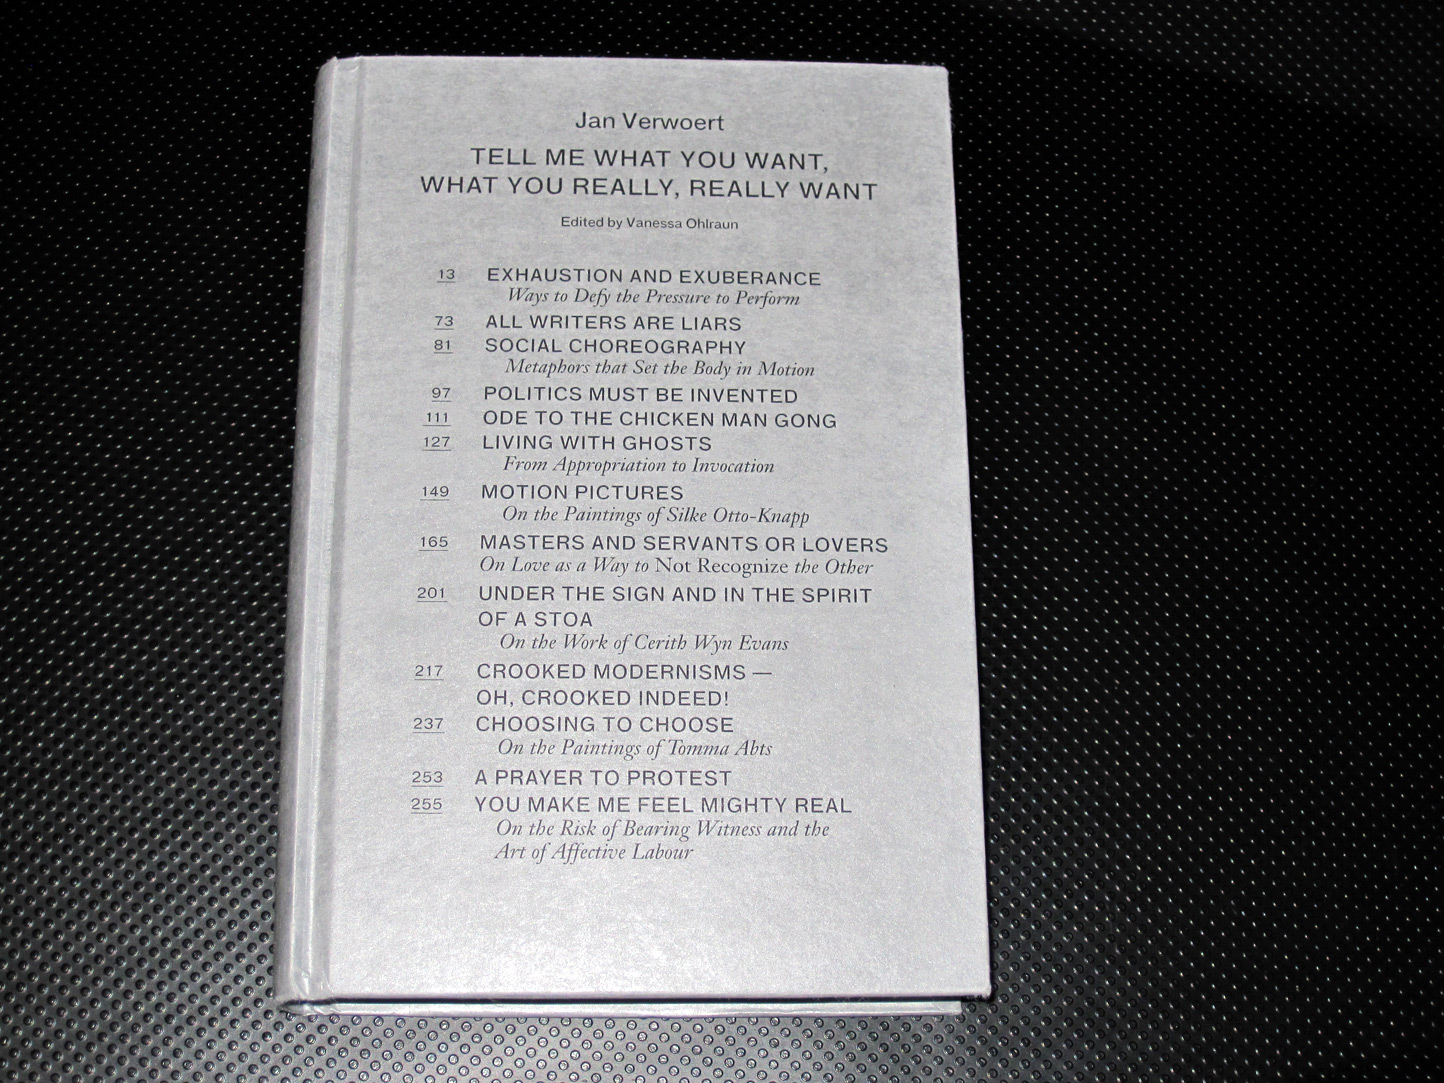 Jan Verwoert
TELL ME WHAT YOU WANT,
WHAT YOU REALLY, REALLY WANT
Edited by Vanessa Ohlraun
13 EXHAUSTION AND EXUBERANCE
Ways to Defy the Pressure to Perform
73 ALL WRITERS ARE LIARS
81 SOCIAL CHOREOGRAPHY
Metaphors that Set the Body in Motion
97 POLITICS MUST BE INVENTED
111 ODE TO THE CHICKEN MAN GONG
127 LIVING WITH GHOSTS
From Appropriation to Invocation
149 MOTION PICTURES
On the Paintings of Silke Otto-Knapp
165 MASTERS AND SERVANTS OR LOVERS
On Love as a Way to Not Recognize the Other
201 UNDER THE SIGN AND IN THE SPIRIT
OF A STOA
On the Work of Cerith Wyn Evans
217 CROOKED MODERNISMS —
OH, CROOKED INDEED!
237 CHOOSING TO CHOOSE
On the Paintings of Tomma Abts
253 A PRAYER TO PROTEST
255 YOU MAKE ME FEEL MIGHTY REAL
On the Risk of Bearing Witness and the
Art of Affective Labour